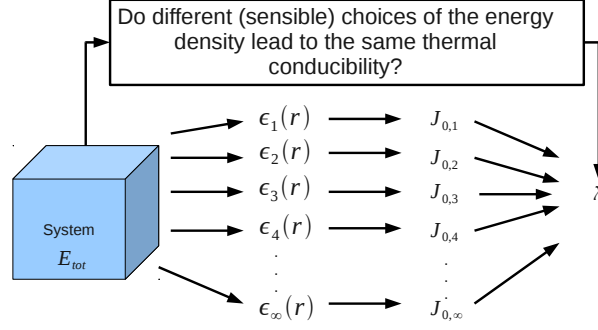 Do different (sensible) choices of the energy
density lead to the same thermal
conducibility?
ϵ₁(r) J₀,₁
ϵ₂(r) J₀,₂
ϵ₃(r) J₀,₃ λ
System ϵ₄(r) J₀,₄
E_tot
. .
. .
. .
ϵ∞(r) J₀,∞